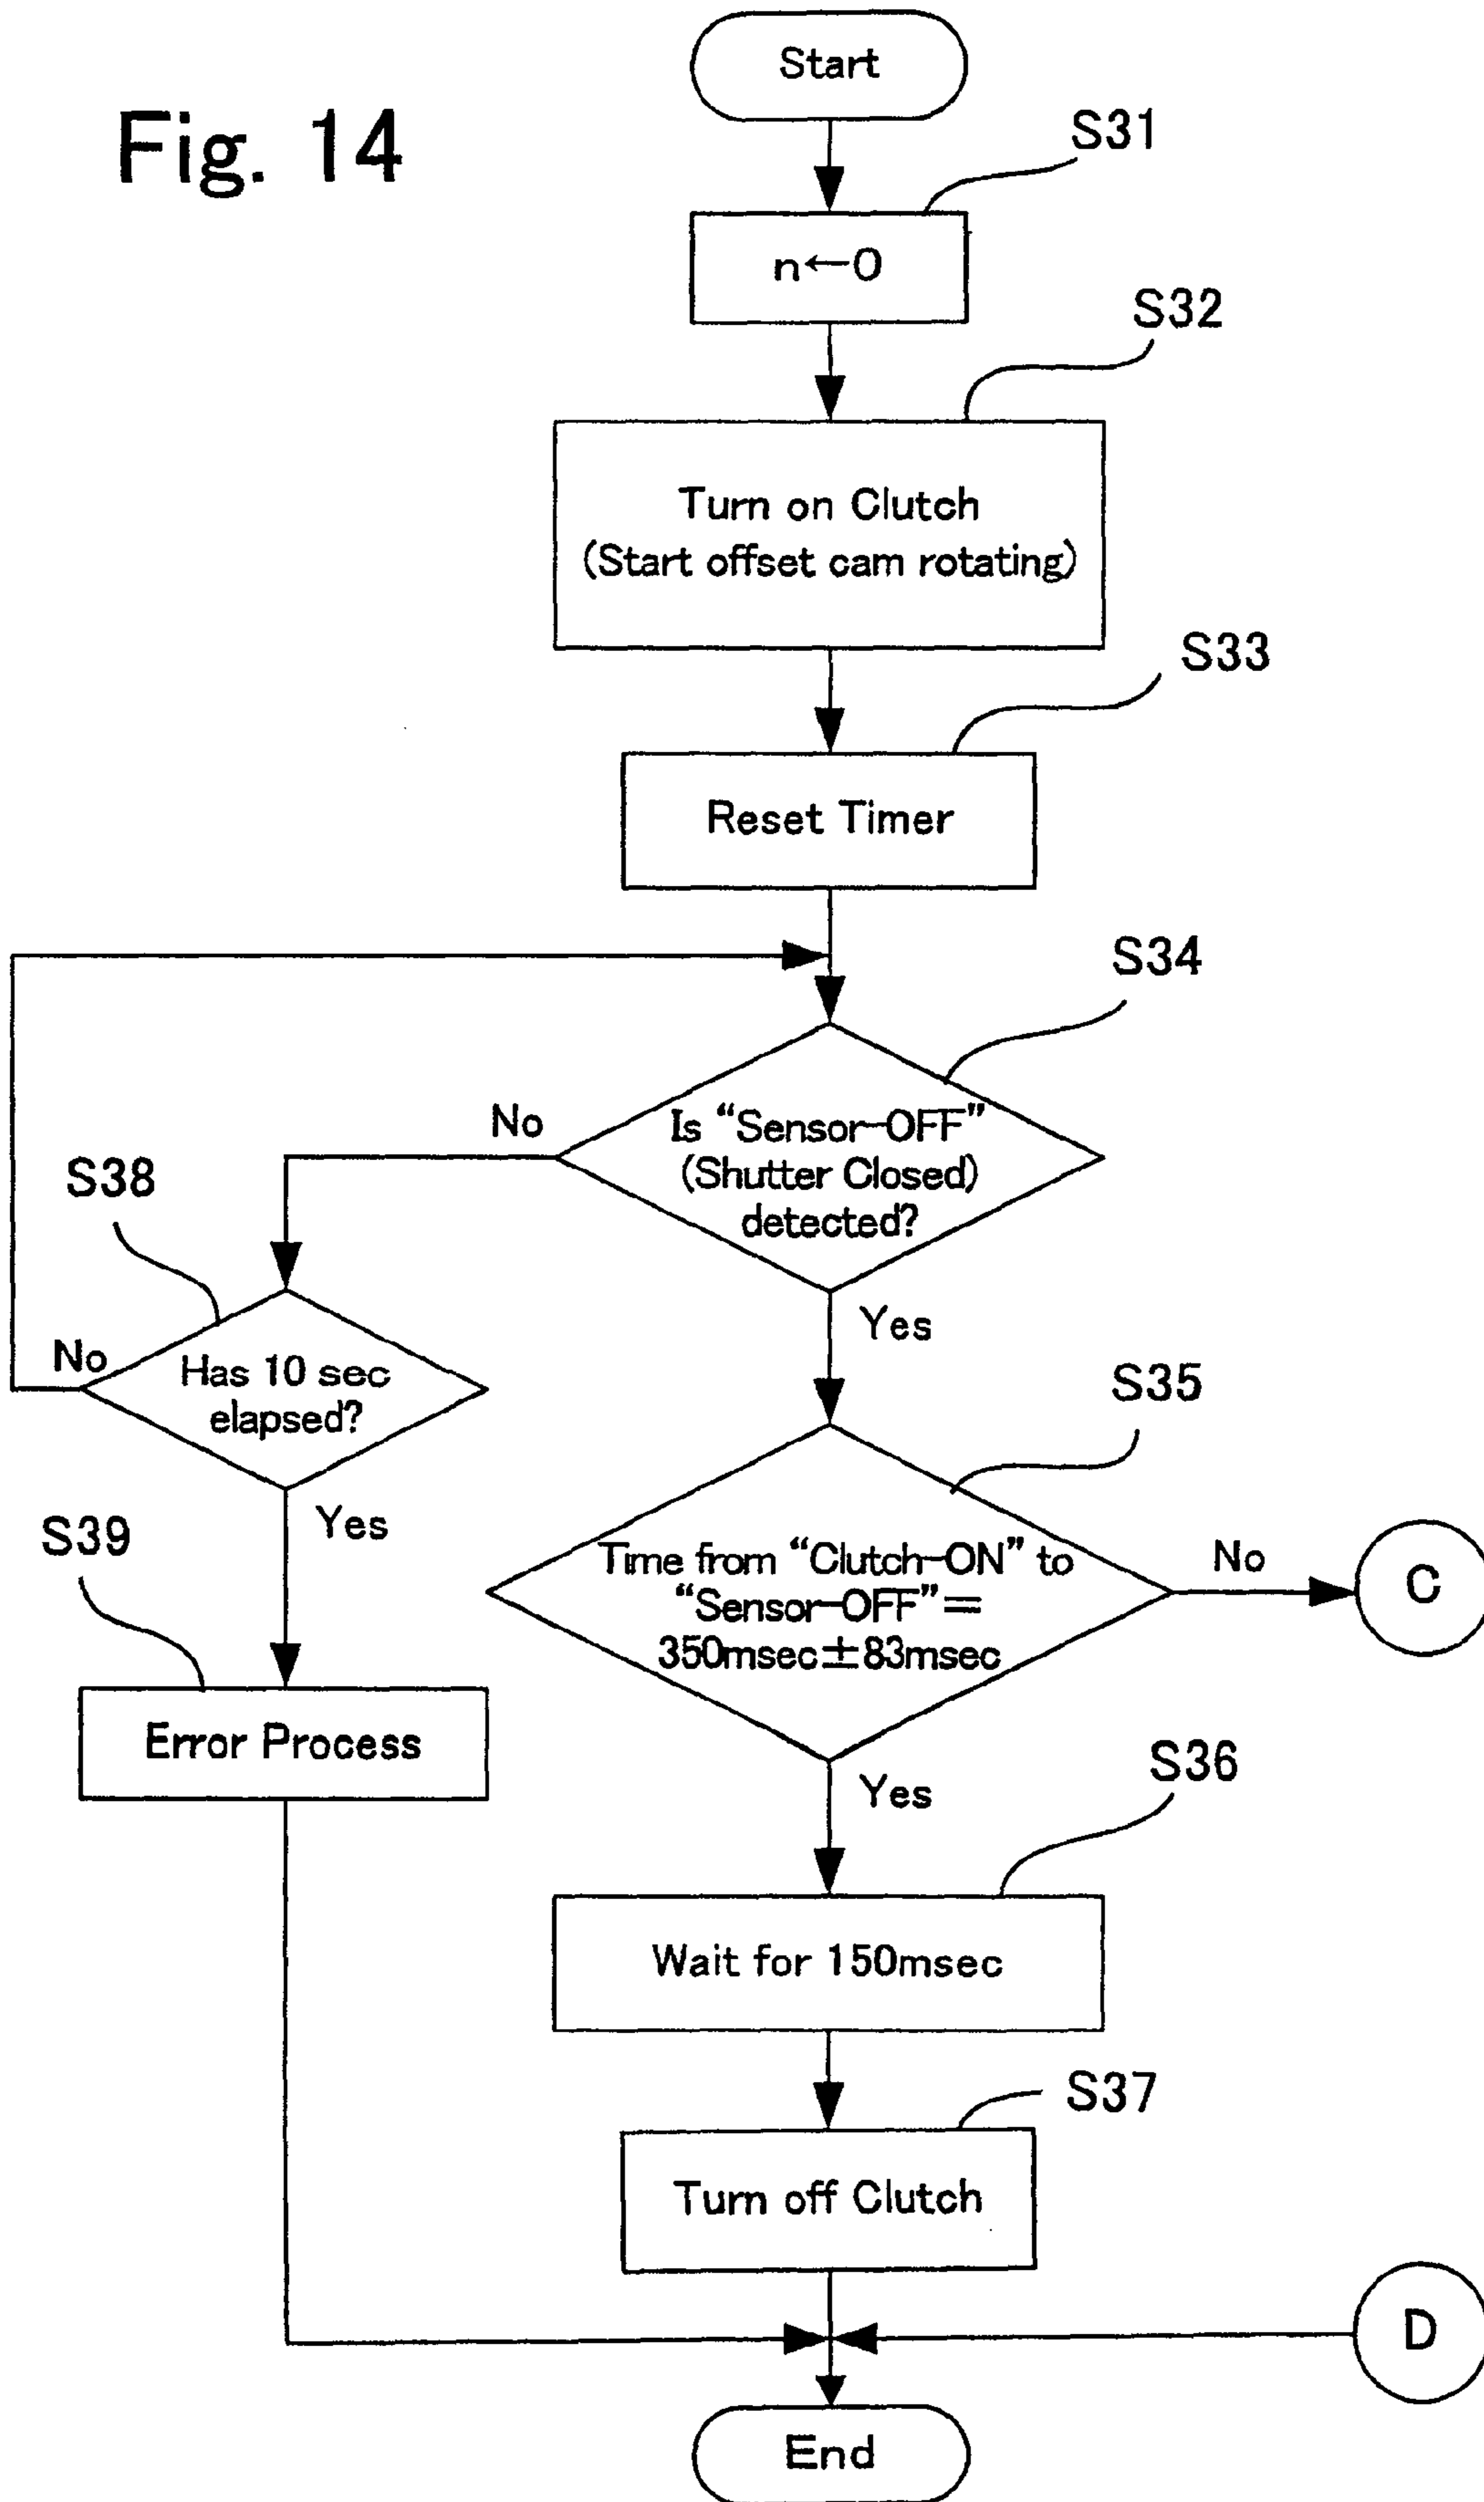 Fig. 14
Start
S31
n←0
S32
Turn on Clutch
(Start offset cam rotating)
S33
Reset Timer
S34
Is “Sensor-OFF”
(Shutter Closed)
detected?
No
Yes
S38
Has 10 sec
elapsed?
No
Yes
S35
Time from “Clutch-ON” to
“Sensor-OFF”=
350msec±83msec
No
C
Yes
S39
Error Process
S36
Wait for 150msec
S37
Turn off Clutch
D
End